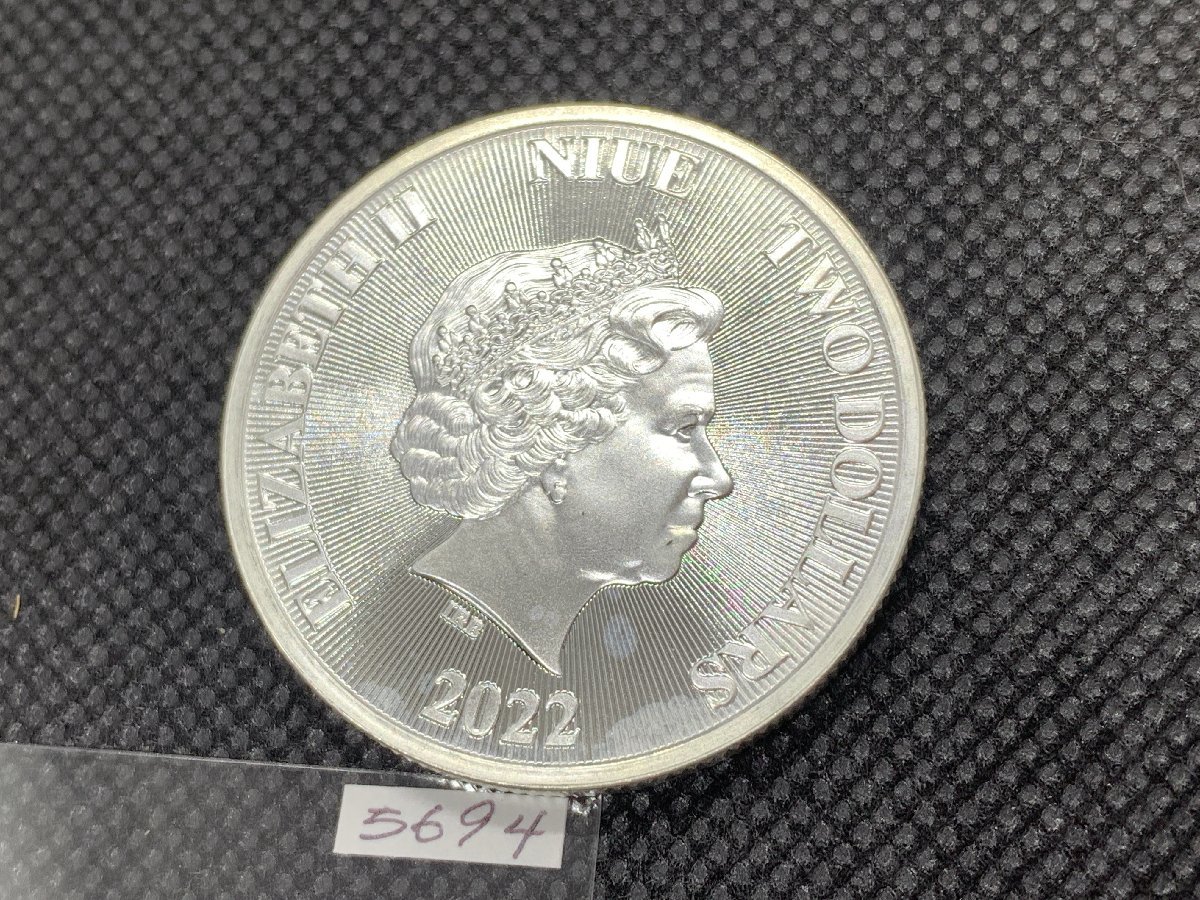 ELIZABETH II
NIUE
TWO DOLLARS
IRB
2022
5694